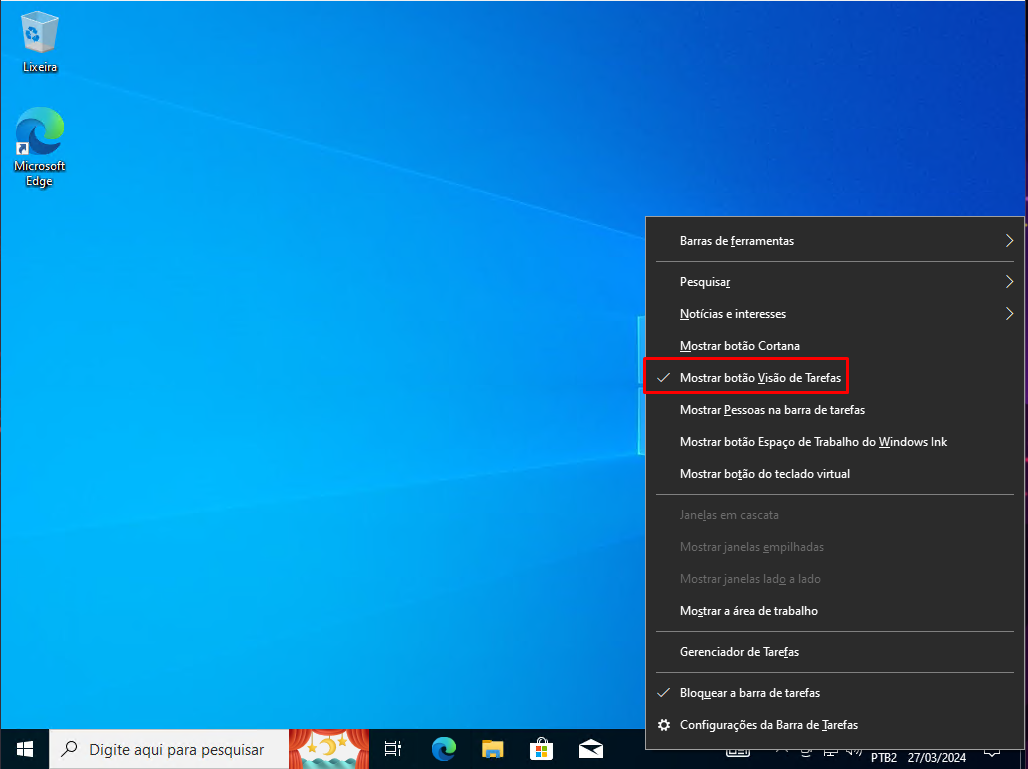 Lixeira
Microsoft
Edge
Barras de ferramentas
Pesquisar
Notícias e interesses
Mostrar botão Cortana
Mostrar botão Visão de Tarefas
Mostrar Pessoas na barra de tarefas
Mostrar botão Espaço de Trabalho do Windows Ink
Mostrar botão do teclado virtual
Janelas em cascata
Mostrar janelas empilhadas
Mostrar janelas lado a lado
Mostrar a área de trabalho
Gerenciador de Tarefas
Bloquear a barra de tarefas
Configurações da Barra de Tarefas
Digite aqui para pesquisar
PTB2 27/03/2024